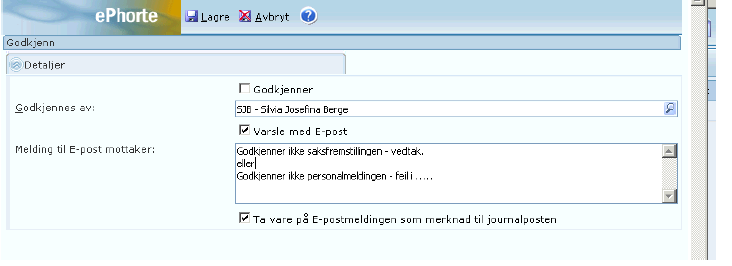 ePhorte Lagre Avbryt
Godkjenn
Detaljer
Godkjenner
Godkjennes av: SJB - Silvia Josefina Berge
Varsle med E-post
Melding til E-post mottaker: Godkjenner ikke saksfremstillingen - vedtak.
eller
Godkjenner ikke personalmeldingen - feil i .....
Ta vare på E-postmeldingen som merknad til journalposten